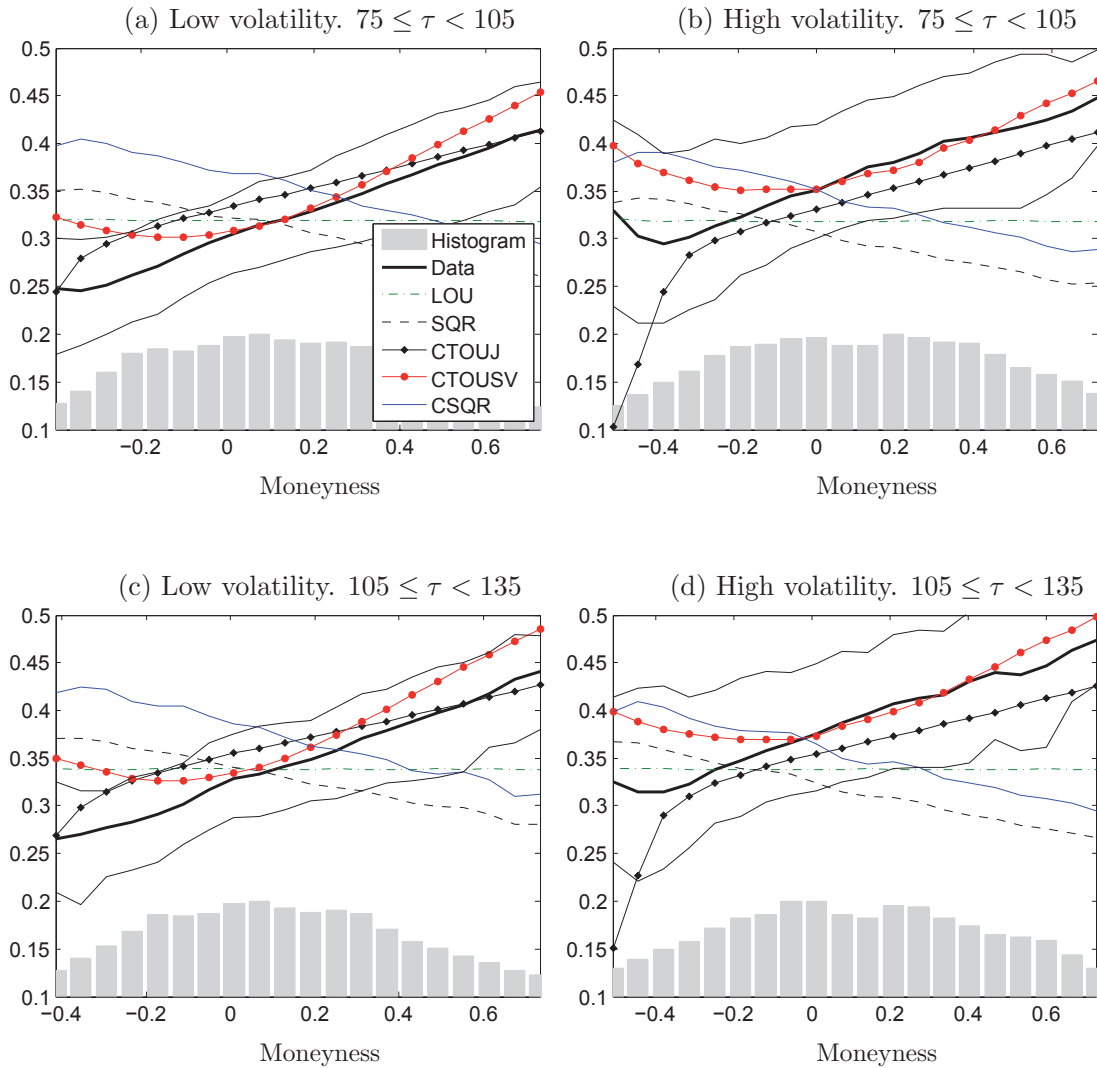 (a) Low volatility. 75 ≤ τ < 105
0.5
0.45
0.4
0.35
0.3
0.25
0.2
0.15
0.1
−0.2 0 0.2 0.4 0.6
Moneyness
Histogram
Data
LOU
SQR
CTOUJ
CTOUSV
CSQR
(b) High volatility. 75 ≤ τ < 105
0.5
0.45
0.4
0.35
0.3
0.25
0.2
0.15
0.1
−0.4 −0.2 0 0.2 0.4 0.6
Moneyness
(c) Low volatility. 105 ≤ τ < 135
0.5
0.45
0.4
0.35
0.3
0.25
0.2
0.15
0.1
−0.4 −0.2 0 0.2 0.4 0.6
Moneyness
(d) High volatility. 105 ≤ τ < 135
0.5
0.45
0.4
0.35
0.3
0.25
0.2
0.15
0.1
−0.4 −0.2 0 0.2 0.4 0.6
Moneyness